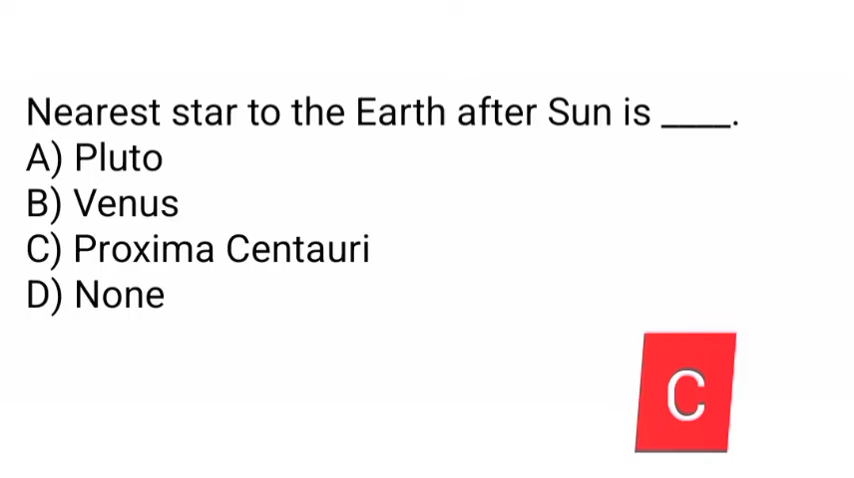 Nearest star to the Earth after Sun is ____.
A) Pluto
B) Venus
C) Proxima Centauri
D) None
C